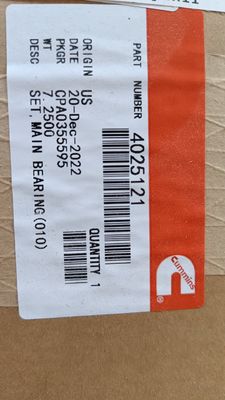 PART NUMBER 4025121
ORIGIN US
DATE 20-Dec-2022
PKGR CPA0355595
WT 7.2500
DESC SET,MAIN BEARING(010)
QUANTITY 1
Cummins
®